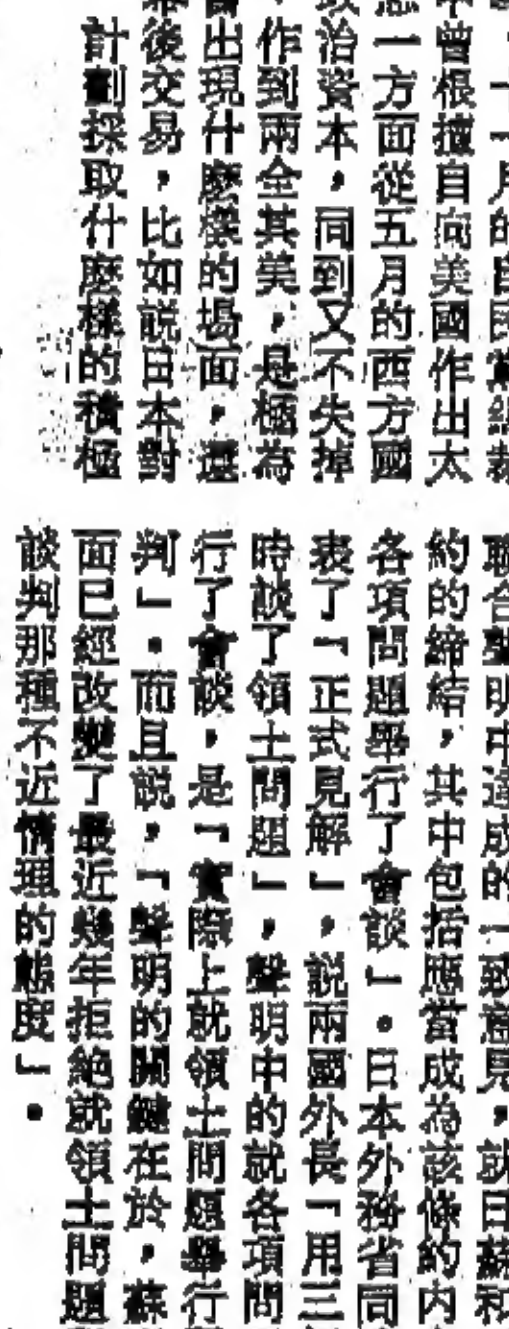 十一月的自民黨總裁
曾根擅自向美國作出太
一方面從五月的西方國
政治資本，同到又不失掉
，作到兩全其美，是極為
會出現什麽樣的場面，還
後交易，比如說日本對
計劃採取什麽樣的積極
聯合聲明中達成的一致意見，就日蘇和
約的締結，其中包括應當成為該條約内
各項問題舉行了會談」。日本外務省同
表了「正式見解」，說兩國外長「用三
時談了領土問題」，聲明中的就各項問
行了會談，是「實際上就領土問題舉行
判」。而且說，「聲明的關鍵在於，蘇
面已經改變了最近幾年拒絕就領土問題
談判那種不近情理的態度」。